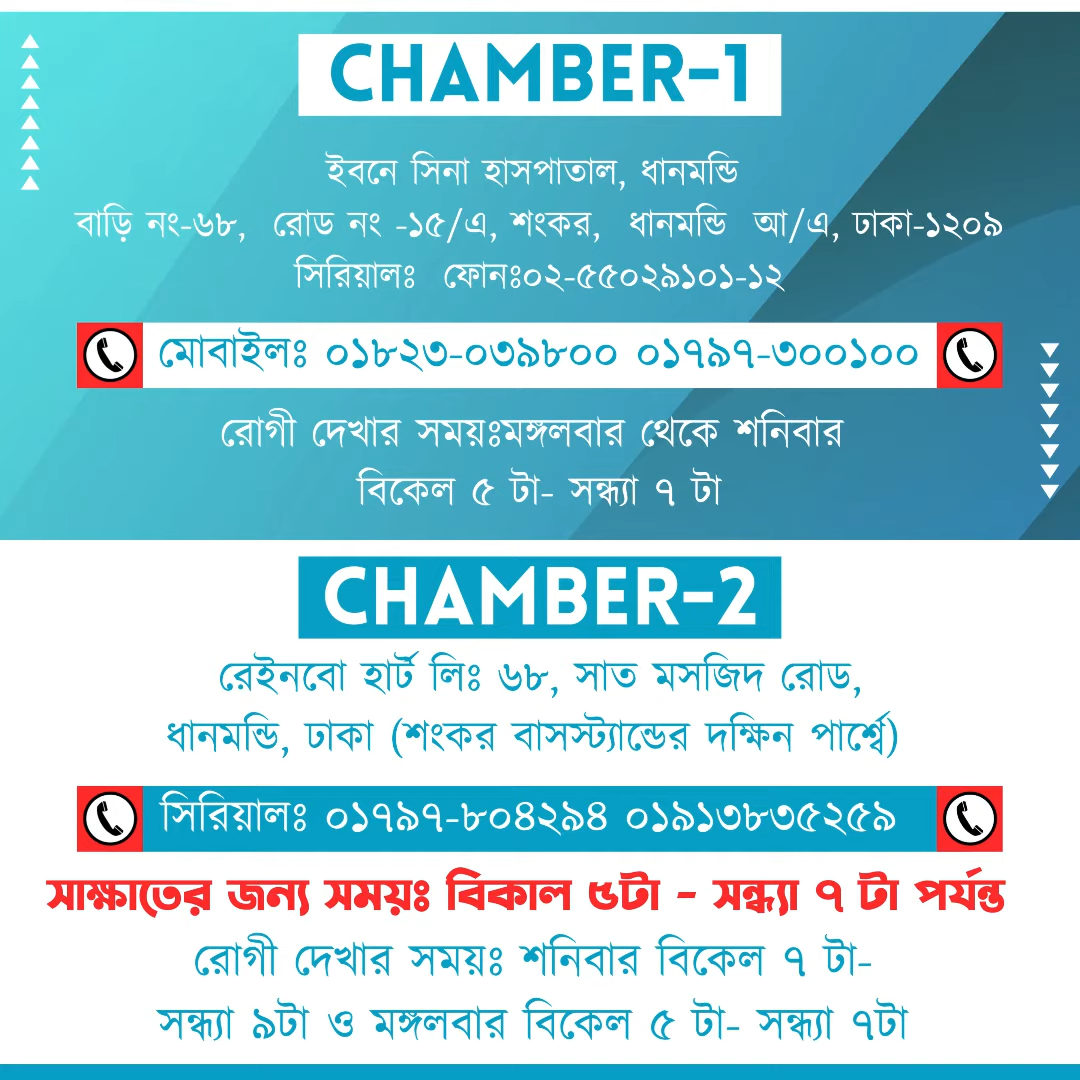 CHAMBER-1
ইবনে সিনা হাসপাতাল, ধানমন্ডি
বাড়ি নং-৬৮, রোড নং -১৫/এ, শংকর, ধানমন্ডি আ/এ, ঢাকা-১২০৯
সিরিয়ালঃ ফোনঃ০২-৫৫০২৯১০১-১২
মোবাইলঃ ০১৮২৩-০৩৯৮০০ ০১৭৯৭-৩০০১০০
রোগী দেখার সময়ঃমঙ্গলবার থেকে শনিবার
বিকেল ৫ টা- সন্ধ্যা ৭ টা
CHAMBER-2
রেইনবো হার্ট লিঃ ৬৮, সাত মসজিদ রোড,
ধানমন্ডি, ঢাকা (শংকর বাসস্ট্যান্ডের দক্ষিন পার্শ্বে)
সিরিয়ালঃ ০১৭৯৭-৮০৪২৯৪ ০১৯১৩৮৩৫২৫৯
সাক্ষাতের জন্য সময়ঃ বিকাল ৫টা - সন্ধ্যা ৭ টা পর্যন্ত
রোগী দেখার সময়ঃ শনিবার বিকেল ৭ টা-
সন্ধ্যা ৯টা ও মঙ্গলবার বিকেল ৫ টা- সন্ধ্যা ৭টা